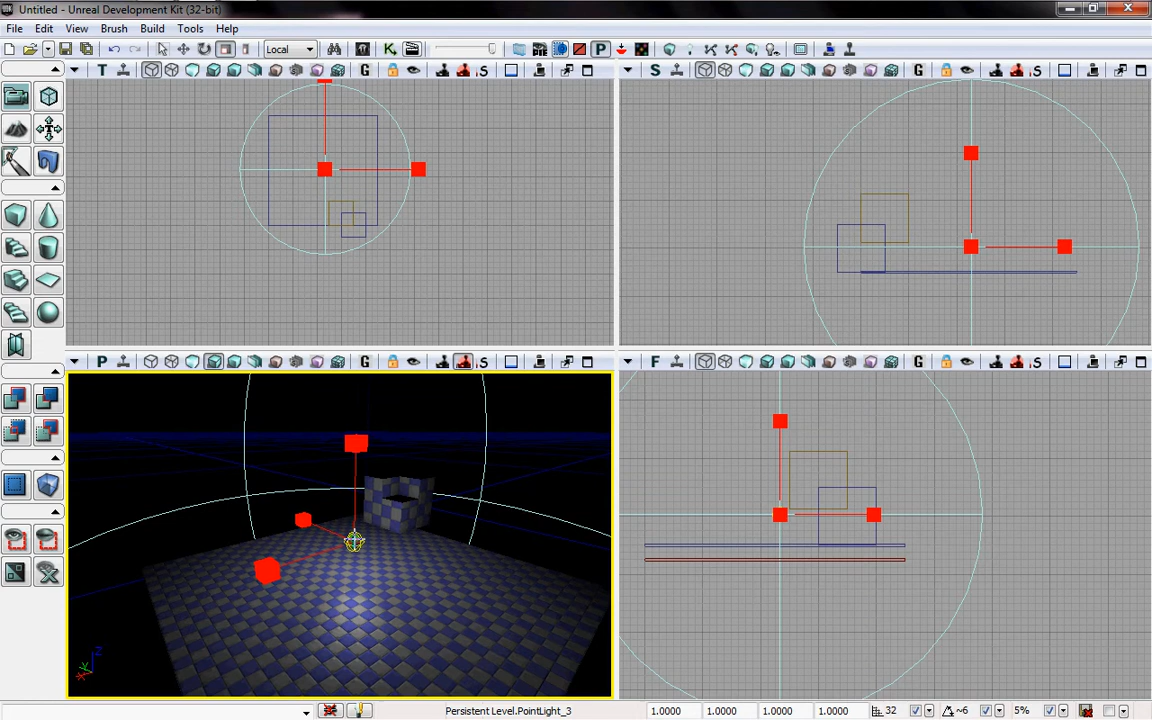 Untitled - Unreal Development Kit (32-bit)
File Edit View Brush Build Tools Help
Local
T G S
S G S
P G S
F G S
Z
Y
X
Persistent Level.PointLight_3 1.0000 1.0000 1.0000 1.0000 32 ~6 5%